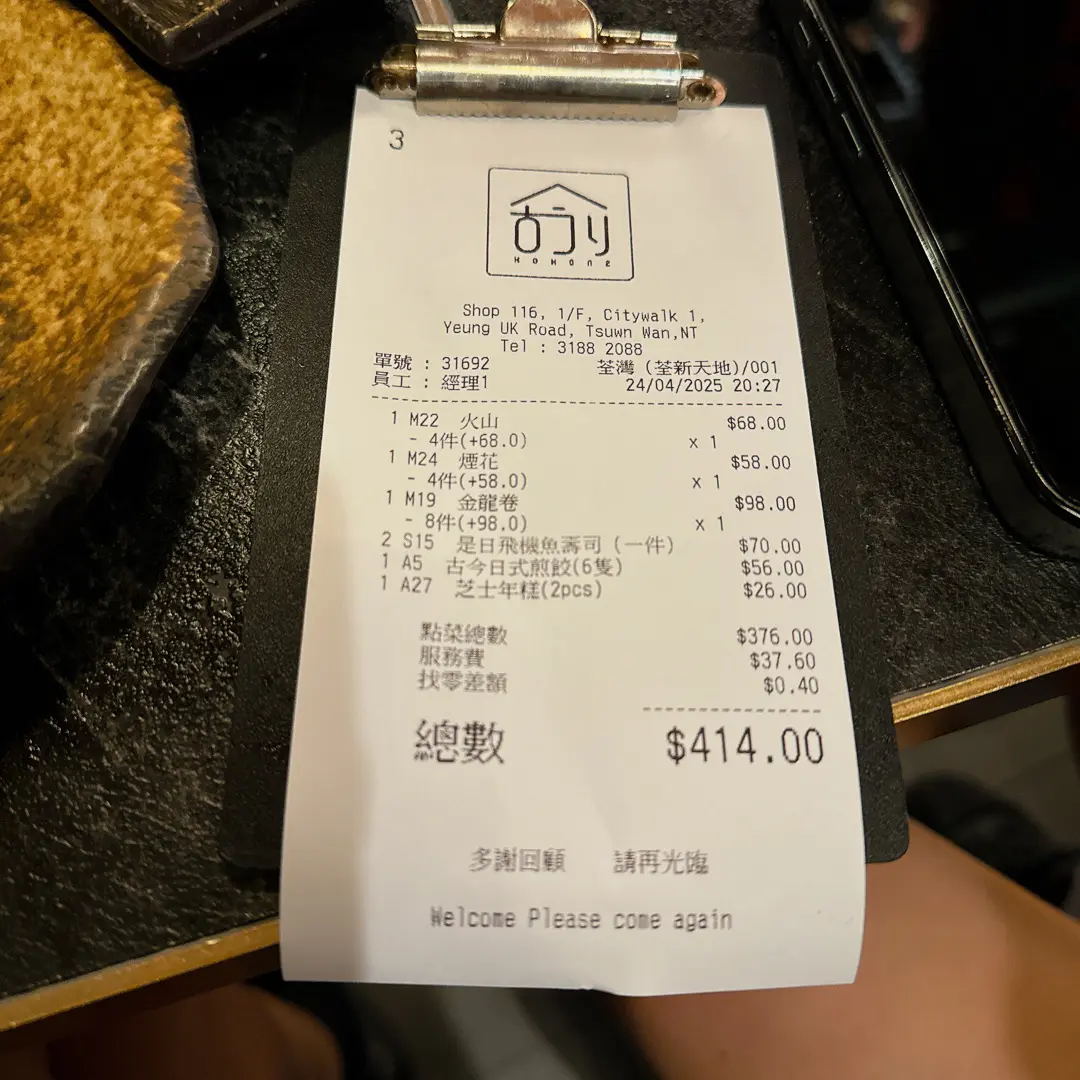 3
古今り
HOKON2
Shop 116, 1/F, Citywalk 1,
Yeung UK Road, Tsuwn Wan,NT
Tel : 3188 2088
單號 : 31692 荃灣 (荃新天地)/001
員工 : 經理1 24/04/2025 20:27
1 M22 火山 $68.00
- 4件(+68.0) x 1
1 M24 煙花 $58.00
- 4件(+58.0) x 1
1 M19 金龍卷 $98.00
- 8件(+98.0) x 1
2 S15 是日飛機魚壽司 (一件) $70.00
1 A5 古今日式煎餃(6隻) $56.00
1 A27 芝士年糕(2pcs) $26.00
點菜總數 $376.00
服務費 $37.60
找零差額 $0.40
總數 $414.00
多謝回顧 請再光臨
Welcome Please come again